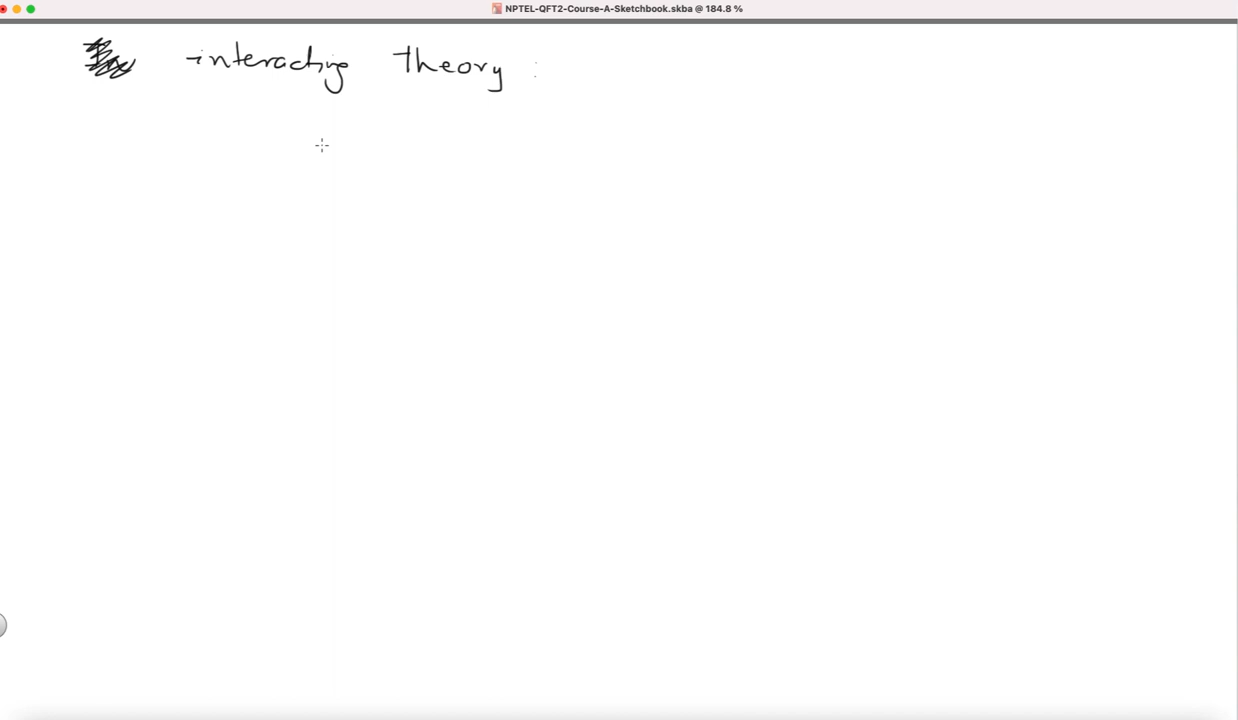 NPTEL-QFT2-Course-A-Sketchbook.skba @ 184.8 %
interacting theory :